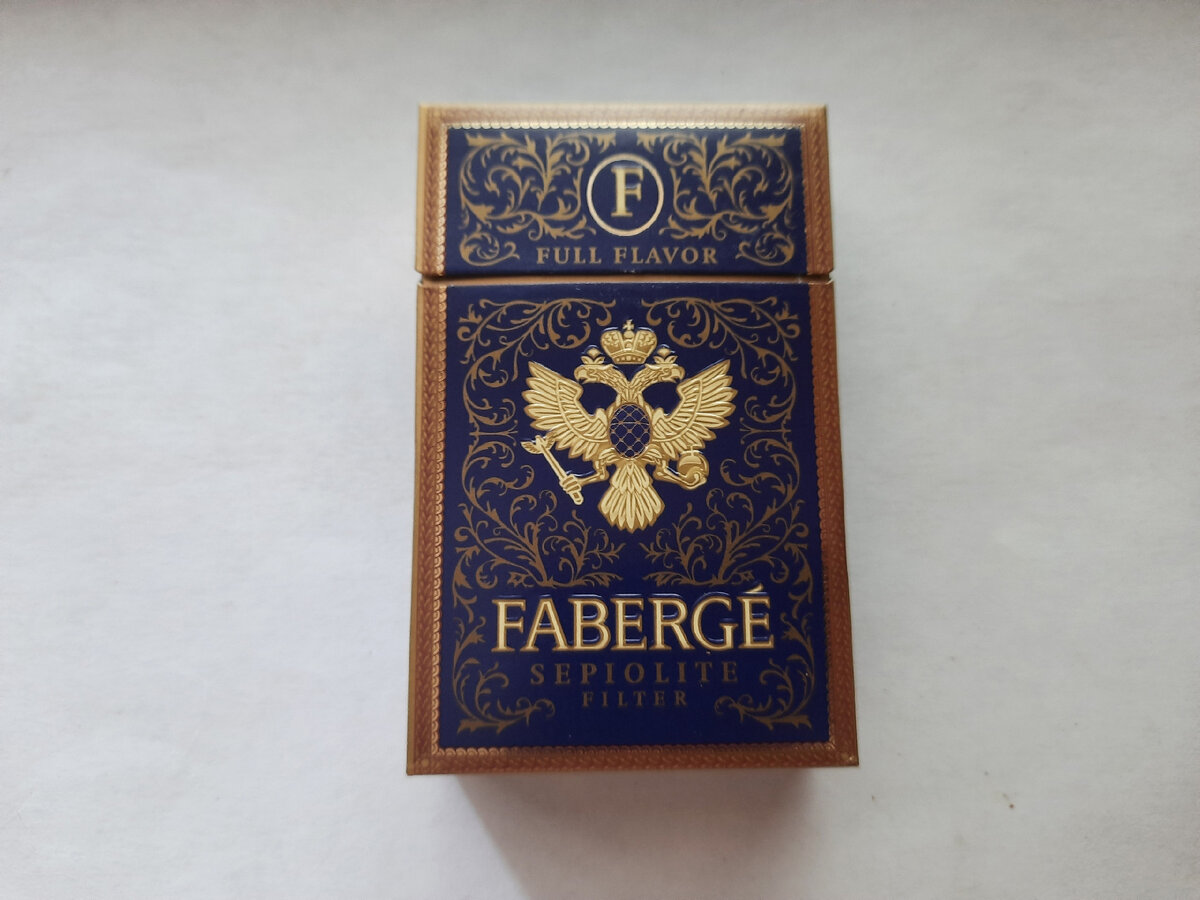 F
FULL FLAVOR
FABERGÉ
SEPIOLITE
FILTER